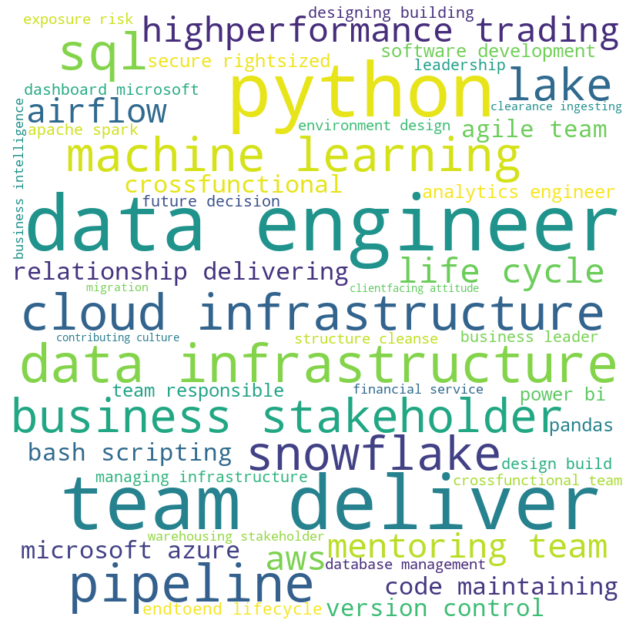 exposure risk
designing building
highperformance trading
sql
software development
secure rightsized
leadership
python
lake
dashboard microsoft
clearance ingesting
airflow
business intelligence
apache spark
environment design
agile team
machine learning
crossfunctional
analytics engineer
future decision
data engineer
relationship delivering
life cycle
migration
clientfacing attitude
cloud infrastructure
contributing culture
structure cleanse
business leader
data infrastructure
team responsible
financial service
power bi
business stakeholder
pandas
bash scripting
snowflake
design build
managing infrastructure
crossfunctional team
team deliver
warehousing stakeholder
microsoft azure
aws
mentoring team
database management
pipeline
code maintaining
endtoend lifecycle
version control